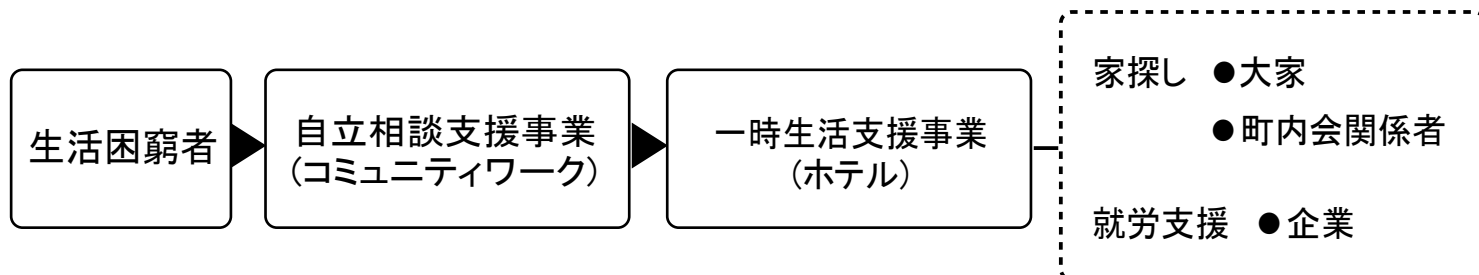 生活困窮者
自立相談支援事業
(コミュニティワーク)
一時生活支援事業
(ホテル)
家探し ●大家
●町内会関係者
就労支援 ●企業